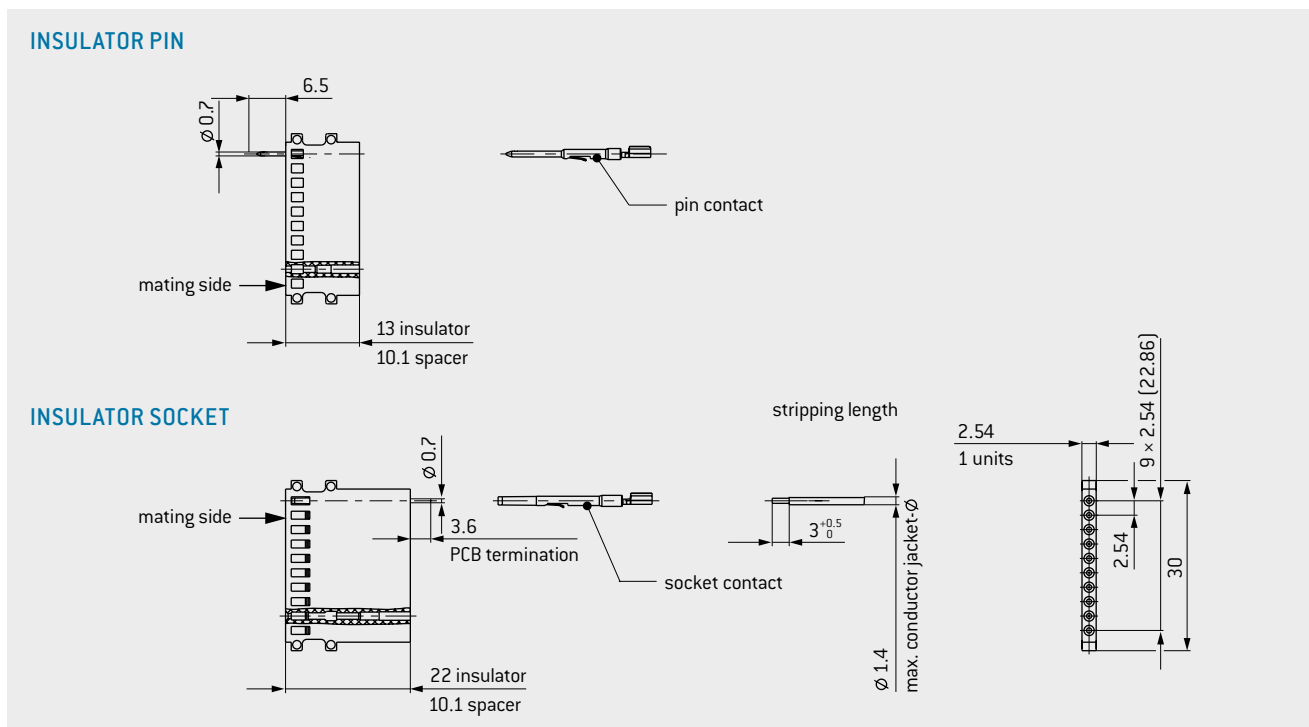 INSULATOR PIN
6.5
Ø 0.7
pin contact
mating side
13 insulator
10.1 spacer
INSULATOR SOCKET
stripping length
Ø 0.7
mating side
3.6
PCB termination
socket contact
3 +0.5 0
Ø 1.4
max. conductor jacket-Ø
2.54
1 units
9 × 2.54 (22.86)
2.54
30
22 insulator
10.1 spacer